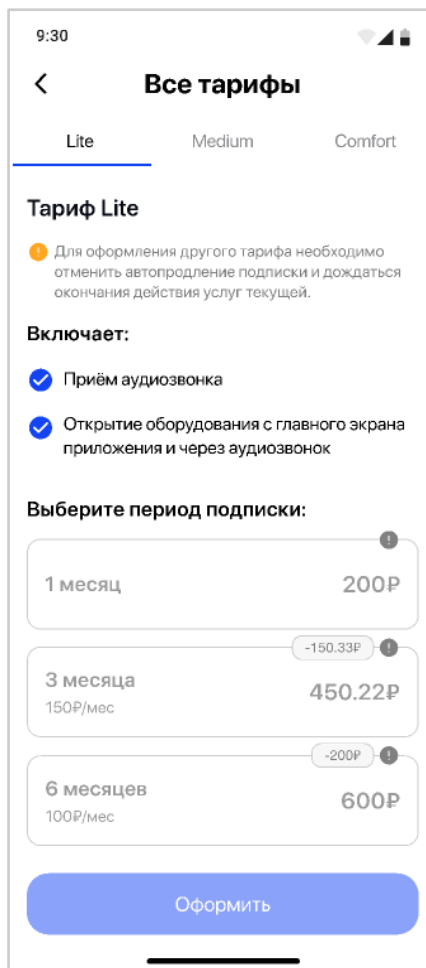 9:30
Все тарифы
Lite
Medium
Comfort
Тариф Lite
Для оформления другого тарифа необходимо
отменить автопродление подписки и дождаться
окончания действия услуг текущей.
Включает:
Приём аудиозвонка
Открытие оборудования с главного экрана
приложения и через аудиозвонок
Выберите период подписки:
1 месяц
200₽
-150.33₽
3 месяца
450.22₽
150₽/мес
-200₽
6 месяцев
600₽
100₽/мес
Оформить